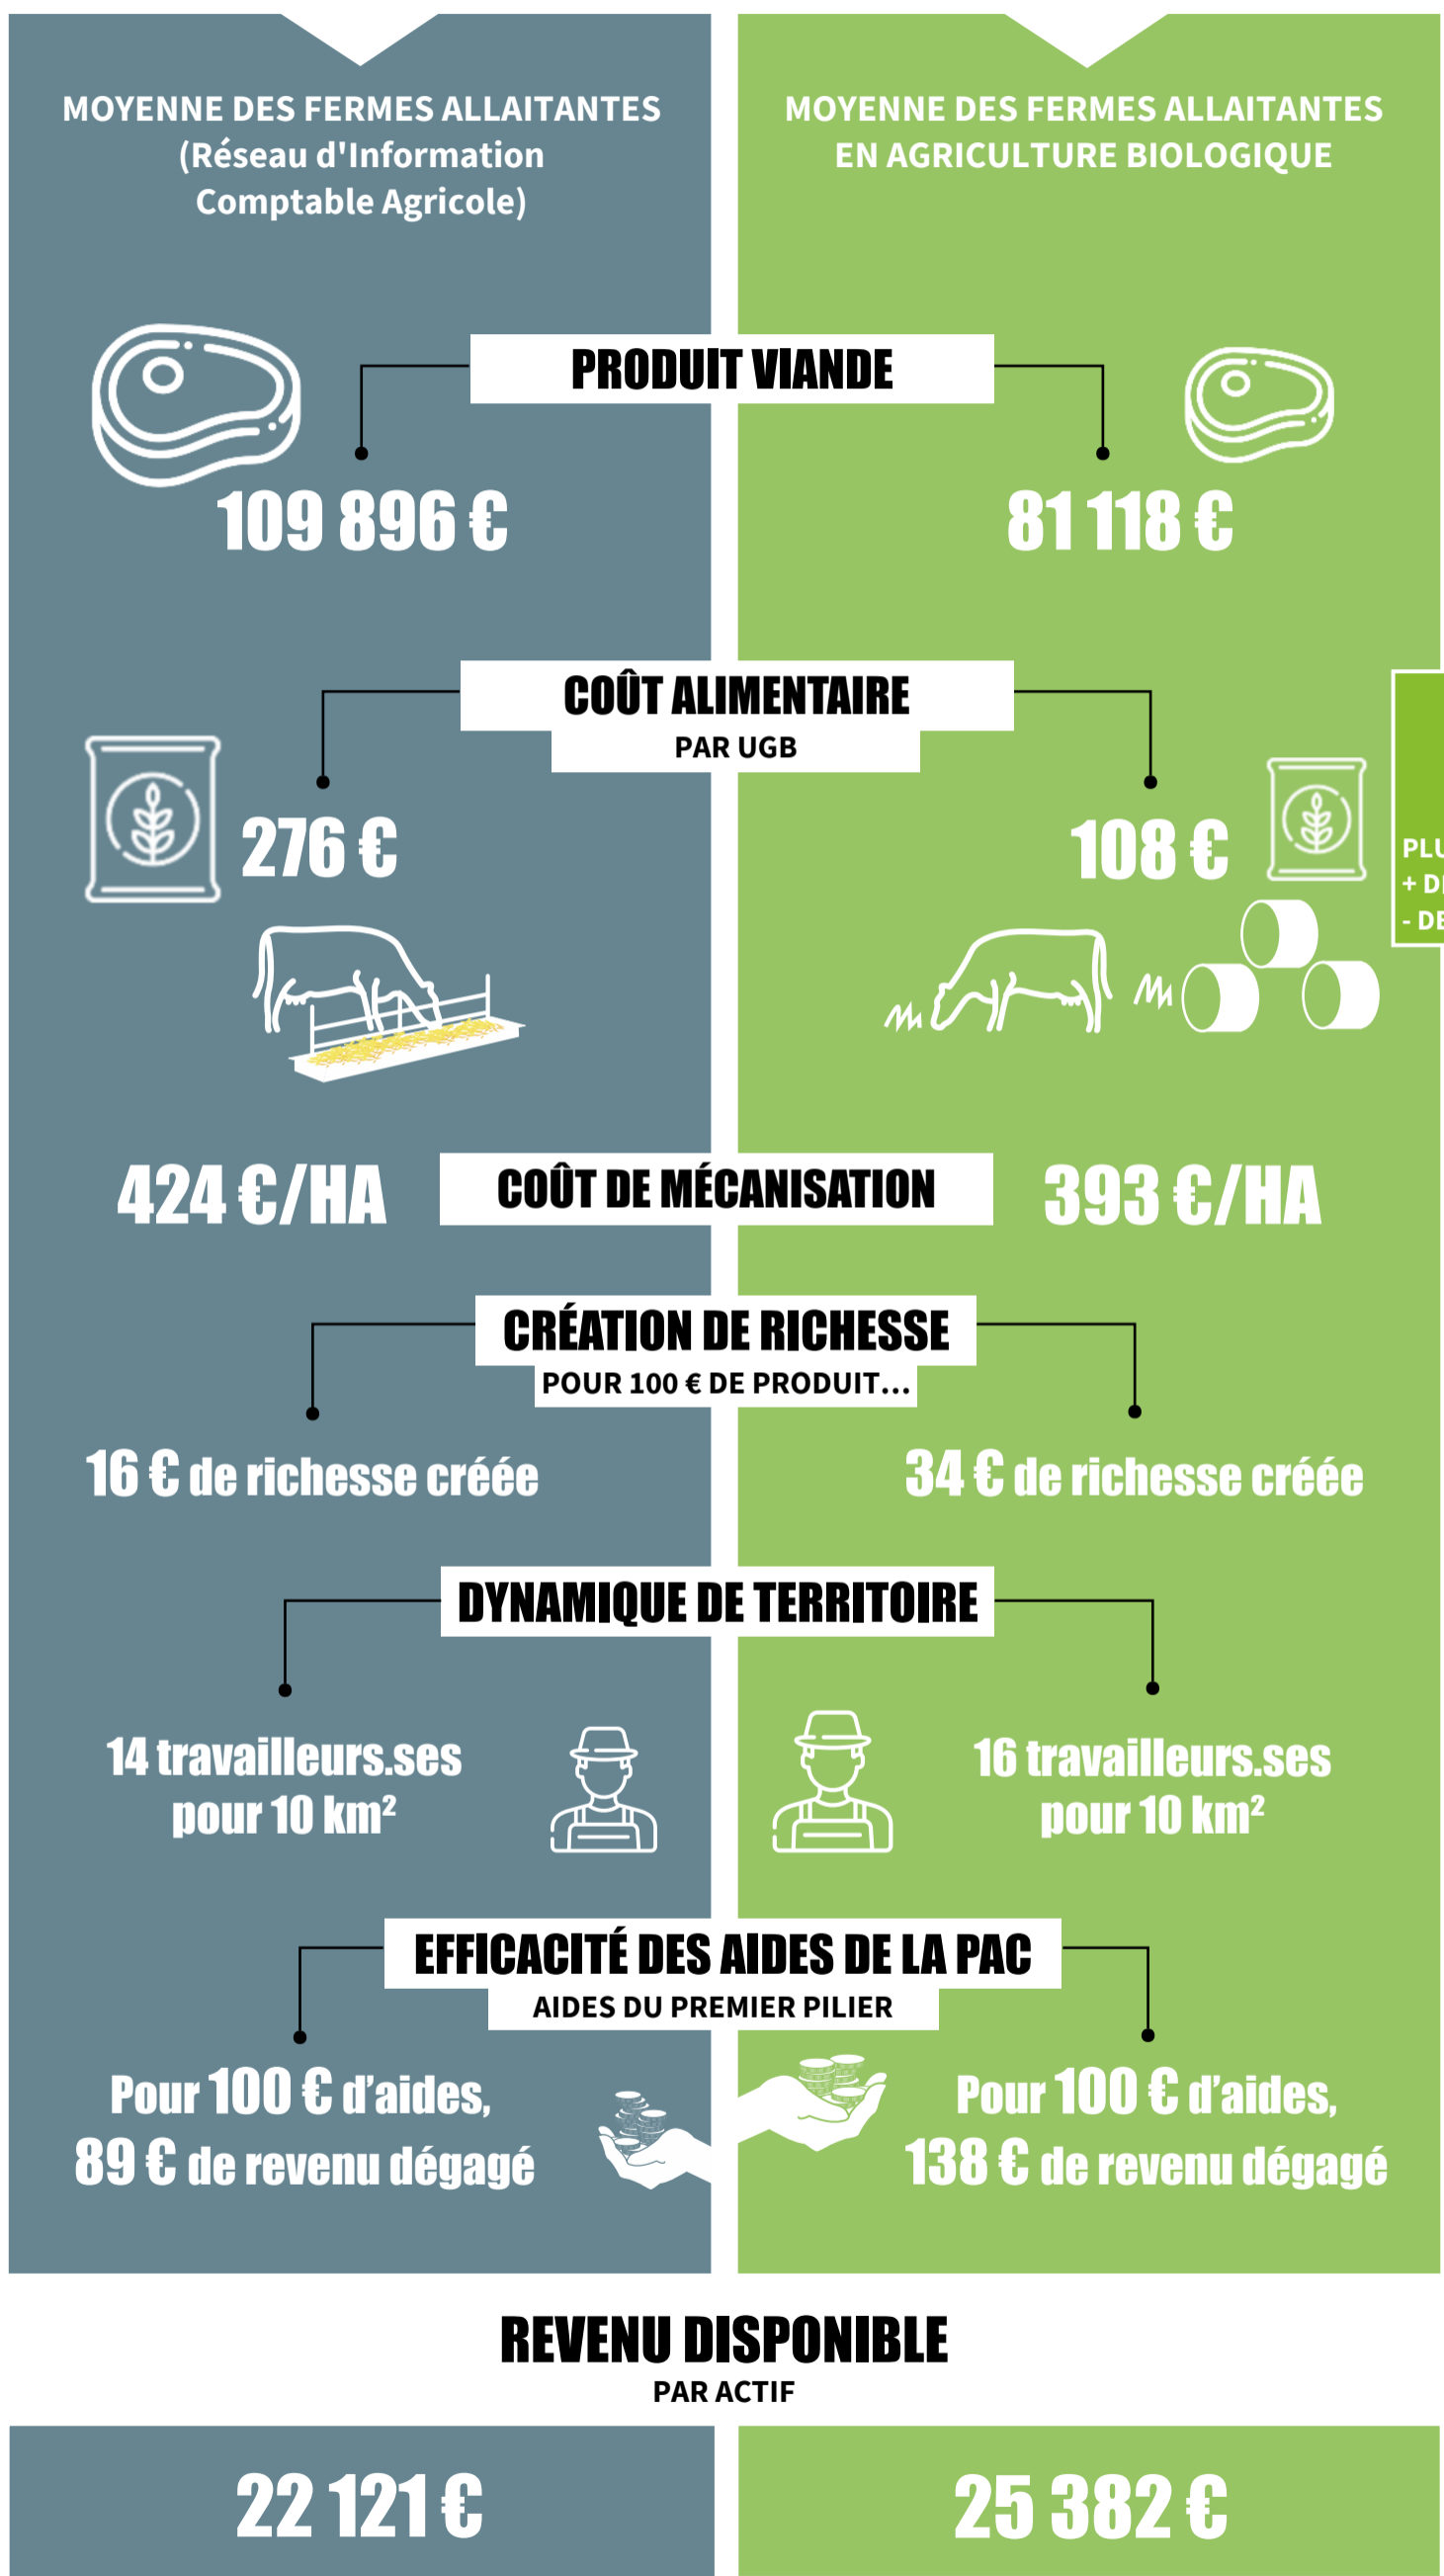 MOYENNE DES FERMES ALLAITANTES
(Réseau d'Information
Comptable Agricole)
MOYENNE DES FERMES ALLAITANTES
EN AGRICULTURE BIOLOGIQUE
PRODUIT VIANDE
109 896 €
81 118 €
COÛT ALIMENTAIRE
PAR UGB
276 €
108 €
+
- DE
424 €/HA
COÛT DE MÉCANISATION
393 €/HA
CRÉATION DE RICHESSE
POUR 100 € DE PRODUIT...
16 € de richesse créée
34 € de richesse créée
DYNAMIQUE DE TERRITOIRE
14 travailleurs.ses
pour 10 km²
16 travailleurs.ses
pour 10 km²
EFFICACITÉ DES AIDES DE LA PAC
AIDES DU PREMIER PILIER
Pour 100 € d’aides,
89 € de revenu dégagé
Pour 100 € d’aides,
138 € de revenu dégagé
REVENU DISPONIBLE
PAR ACTIF
22 121 €
25 382 €